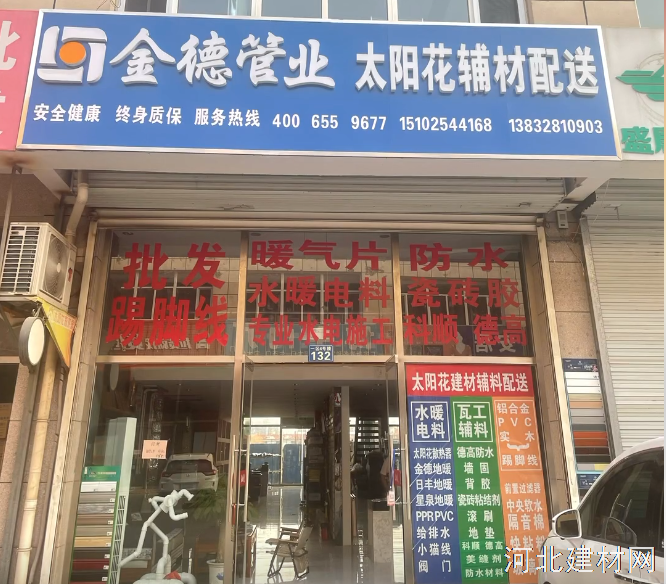 金德管业 太阳花辅材配送
安全健康 终身质保 服务热线 400 655 9677 15102544168 13832810903
批发
踢脚线
暖气片
水暖电料
专业水电施工
防水
瓷砖胶
科顺 德高
132
太阳花建材辅料配送
水暖电料
太阳花散热器
金德地暖
日丰地暖
星泉地暖
PPR PVC
给排水
小猫线
阀门
瓦工辅料
德高防水
墙固
背胶
瓷砖粘结剂
滚刷
地垫
科顺 德高
美缝剂
防水材料
铝合金
PVC
实木
踢脚线
前置过滤器
中央软水
隔音棉
河北建材网